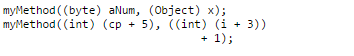 myMethod((byte) aNum, (Object) x);
myMethod((int) (cp + 5), ((int) (i + 3))
                              + 1);